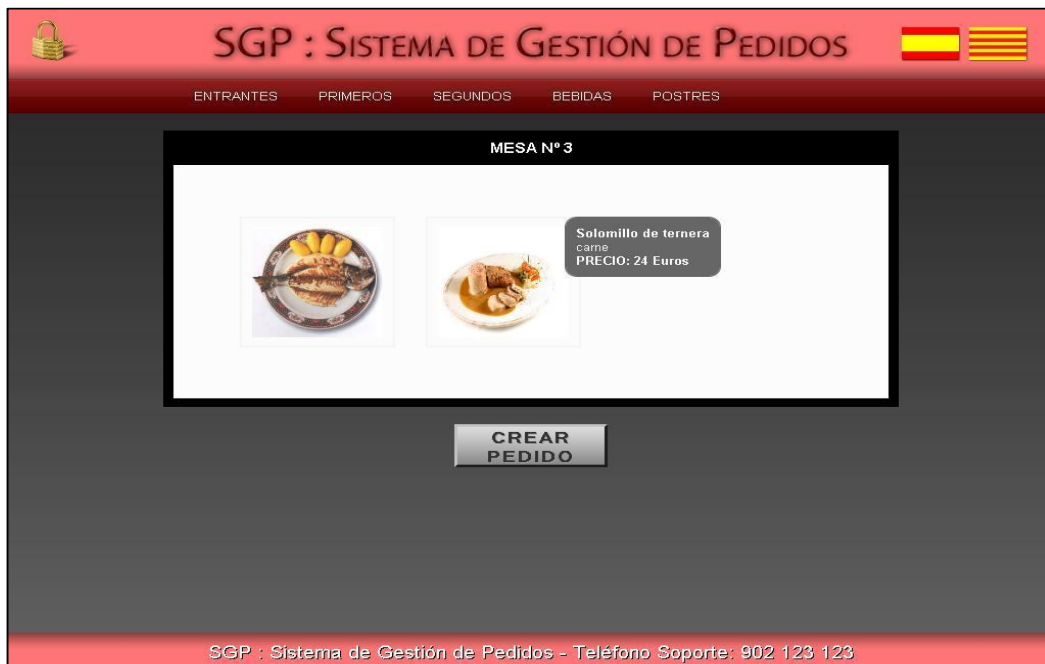 SGP : SISTEMA DE GESTIÓN DE PEDIDOS
ENTRANTES PRIMEROS SEGUNDOS BEBIDAS POSTRES
MESA Nº 3
Solomillo de ternera
carne
PRECIO: 24 Euros
CREAR
PEDIDO
SGP : Sistema de Gestión de Pedidos - Teléfono Soporte: 902 123 123